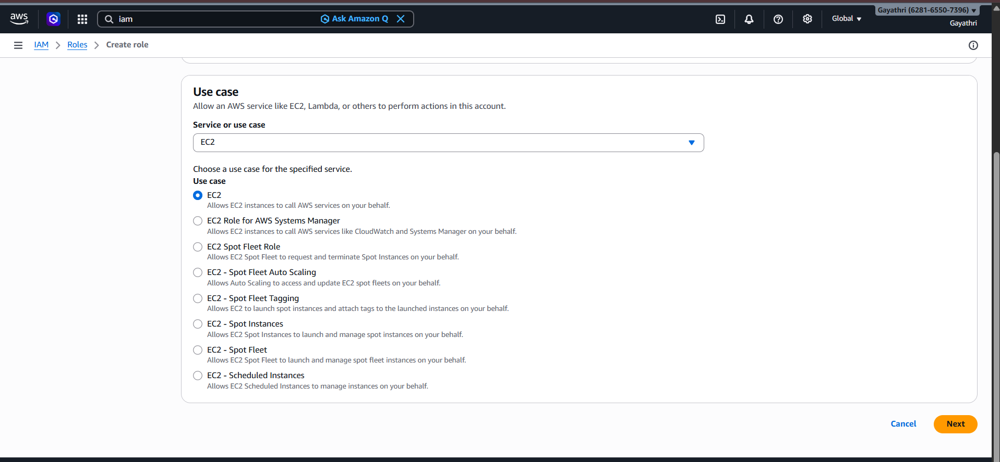 aws
iam
Ask Amazon Q
Global
Gayathri (6281-6550-7396)
Gayathri
IAM
Roles
Create role
Use case
Allow an AWS service like EC2, Lambda, or others to perform actions in this account.
Service or use case
EC2
Choose a use case for the specified service.
Use case
EC2
Allows EC2 instances to call AWS services on your behalf.
EC2 Role for AWS Systems Manager
Allows EC2 instances to call AWS services like CloudWatch and Systems Manager on your behalf.
EC2 Spot Fleet Role
Allows EC2 Spot Fleet to request and terminate Spot Instances on your behalf.
EC2 - Spot Fleet Auto Scaling
Allows Auto Scaling to access and update EC2 spot fleets on your behalf.
EC2 - Spot Fleet Tagging
Allows EC2 to launch spot instances and attach tags to the launched instances on your behalf.
EC2 - Spot Instances
Allows EC2 Spot Instances to launch and manage spot instances on your behalf.
EC2 - Spot Fleet
Allows EC2 Spot Fleet to launch and manage spot fleet instances on your behalf.
EC2 - Scheduled Instances
Allows EC2 Scheduled Instances to manage instances on your behalf.
Cancel
Next